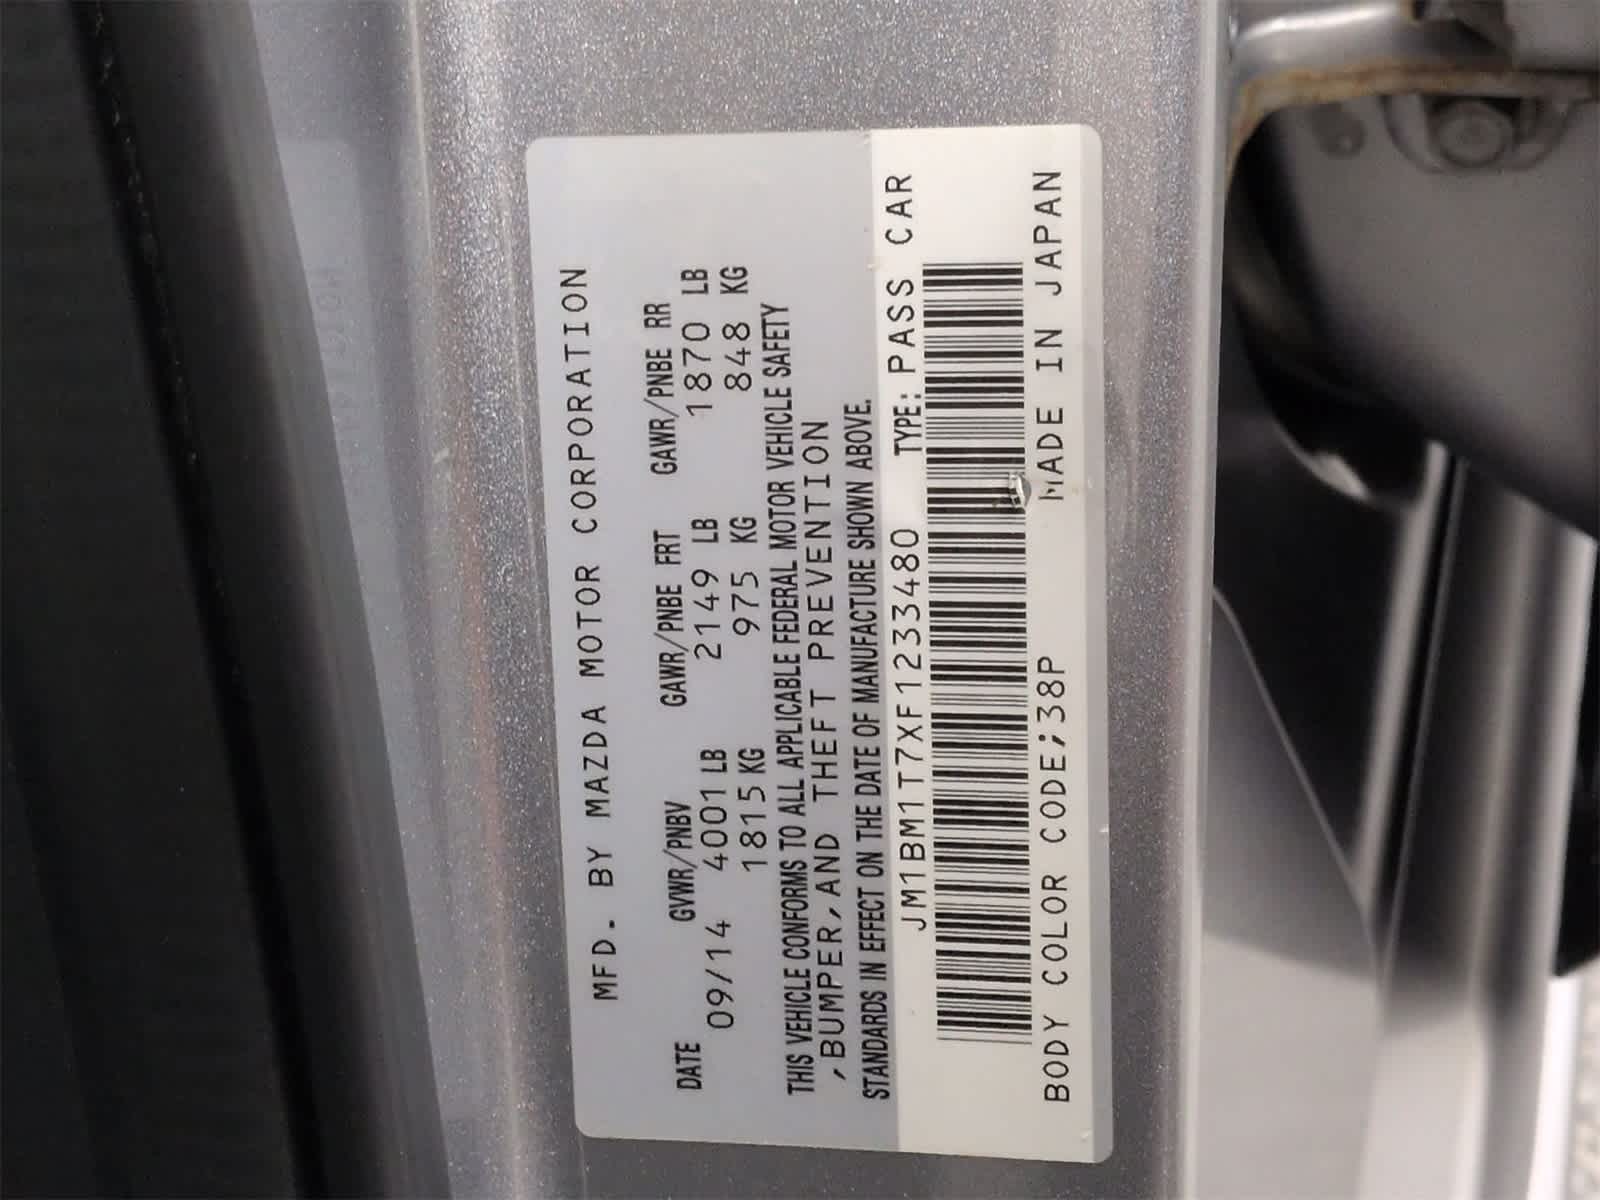 MFD. BY MAZDA MOTOR CORPORATION
DATE GVWR/PNBV GAWR/PNBE FRT GAWR/PNBE RR
09/14 4001 LB 2149 LB 1870 LB
1815 KG 975 KG 848 KG
THIS VEHICLE CONFORMS TO ALL APPLICABLE FEDERAL MOTOR VEHICLE SAFETY
,BUMPER,AND THEFT PREVENTION
STANDARDS IN EFFECT ON THE DATE OF MANUFACTURE SHOWN ABOVE.
JM1BM1T7XF1233480 TYPE: PASS CAR
BODY COLOR CODE;38P MADE IN JAPAN